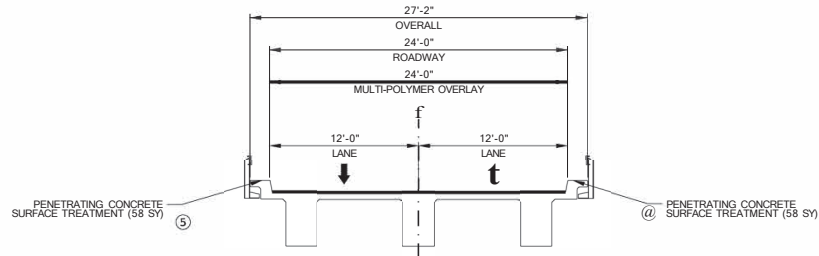 27'-2"
OVERALL
24'-0"
ROADWAY
24'-0"
MULTI-POLYMER OVERLAY
f
12'-0"
LANE
12'-0"
LANE
t
PENETRATING CONCRETE
SURFACE TREATMENT (58 SY)
⑤
@
PENETRATING CONCRETE
SURFACE TREATMENT (58 SY)